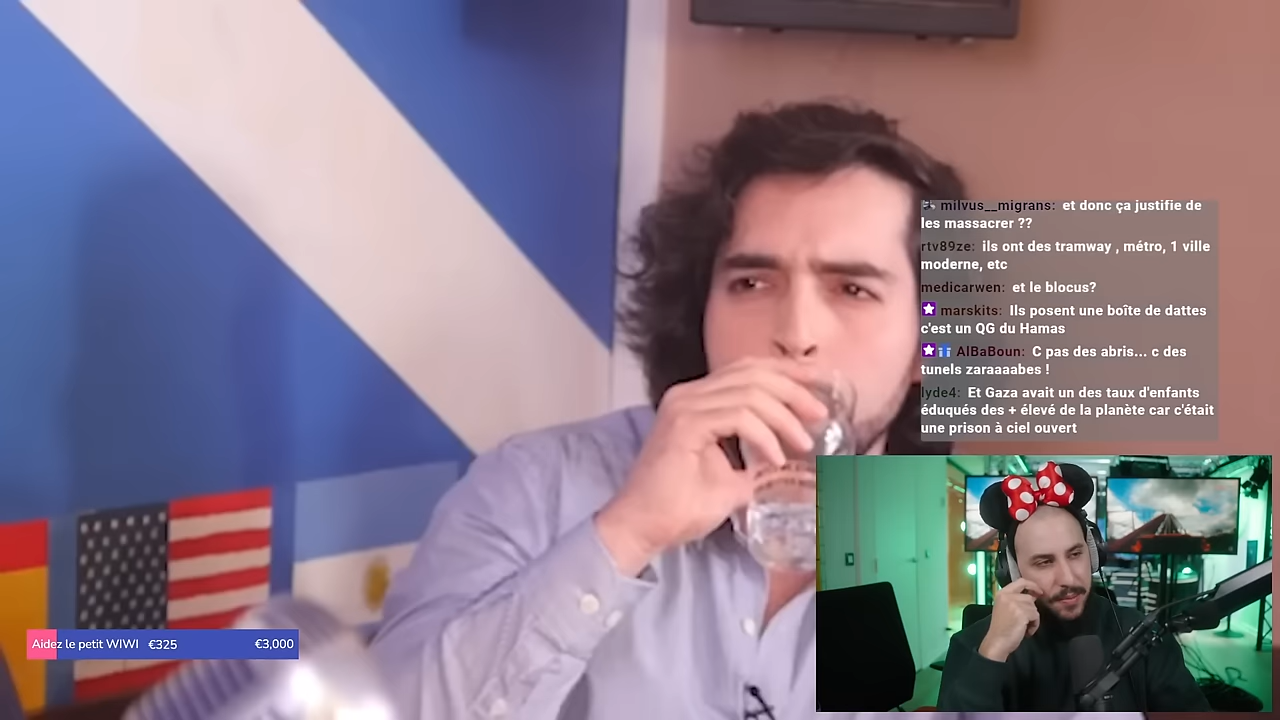 milvus__migrans: et donc ça justifie de
les massacrer ??
rtv89ze: ils ont des tramway , métro, 1 ville
moderne, etc
medicarwen: et le blocus?
marskits: Ils posent une boîte de dattes
c'est un QG du Hamas
AlBaBoun: C pas des abris... c des
tunels zaraaaabes !
lyde4: Et Gaza avait un des taux d'enfants
éduqués des + élevé de la planète car c'était
une prison à ciel ouvert
Aidez le petit WIWI €325 €3,000